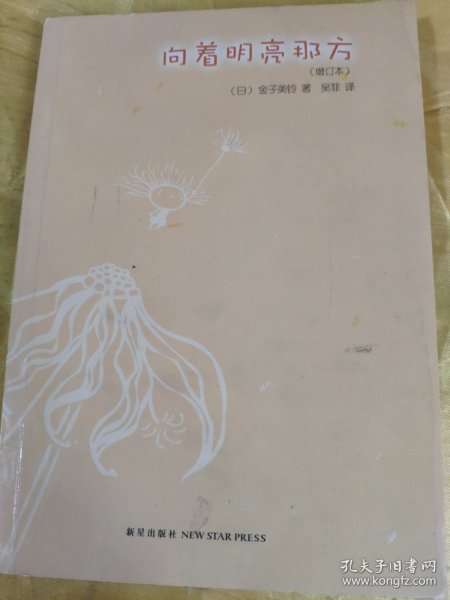 向着明亮那方
（增订本）
（日）金子美铃 著 吴菲 译
新星出版社 NEW STAR PRESS
孔夫子旧书网
www.kongfz.com